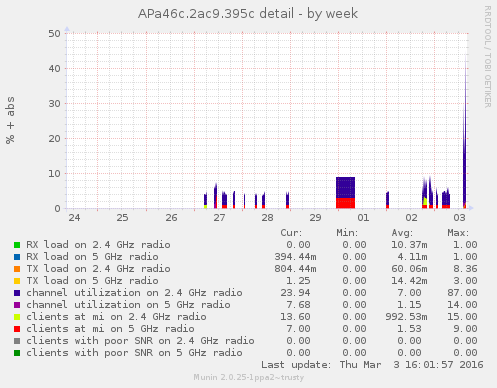 APa46c.2ac9.395c detail - by week
RRDTOOL / TOBI OETIKER
% + abs
50
40
30
20
10
0
24 25 26 27 28 29 01 02 03
Cur: Min: Avg: Max:
RX load on 2.4 GHz radio 0.00 0.00 10.37m 1.00
RX load on 5 GHz radio 394.44m 0.00 4.11m 1.00
TX load on 2.4 GHz radio 804.44m 0.00 60.06m 8.36
TX load on 5 GHz radio 1.25 0.00 14.42m 3.00
channel utilization on 2.4 GHz radio 23.94 0.00 7.00 87.00
channel utilization on 5 GHz radio 7.68 0.00 1.15 14.00
clients at mi on 2.4 GHz radio 13.60 0.00 992.53m 15.00
clients at mi on 5 GHz radio 7.00 0.00 1.53 9.00
clients with poor SNR on 2.4 GHz radio 0.00 0.00 0.00 0.00
clients with poor SNR on 5 GHz radio 0.00 0.00 0.00 0.00
Last update: Thu Mar 3 16:01:57 2016
Munin 2.0.25-1ppa2~trusty